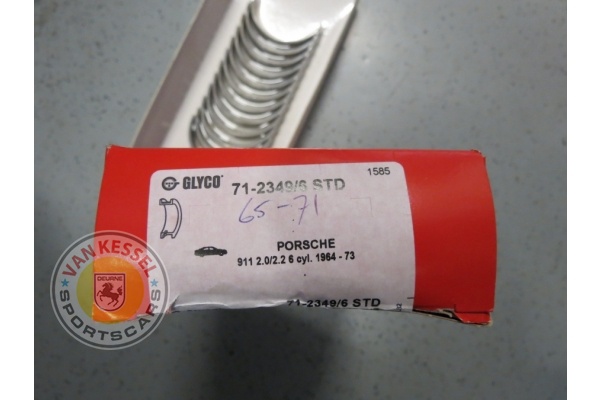 GLYCO® 71-2349/6 STD 1585
65-71
PORSCHE
911 2.0/2.2 6 cyl. 1964 - 73
71-2349/6 STD
VAN KESSEL
DEURNE
SPORTSCARS